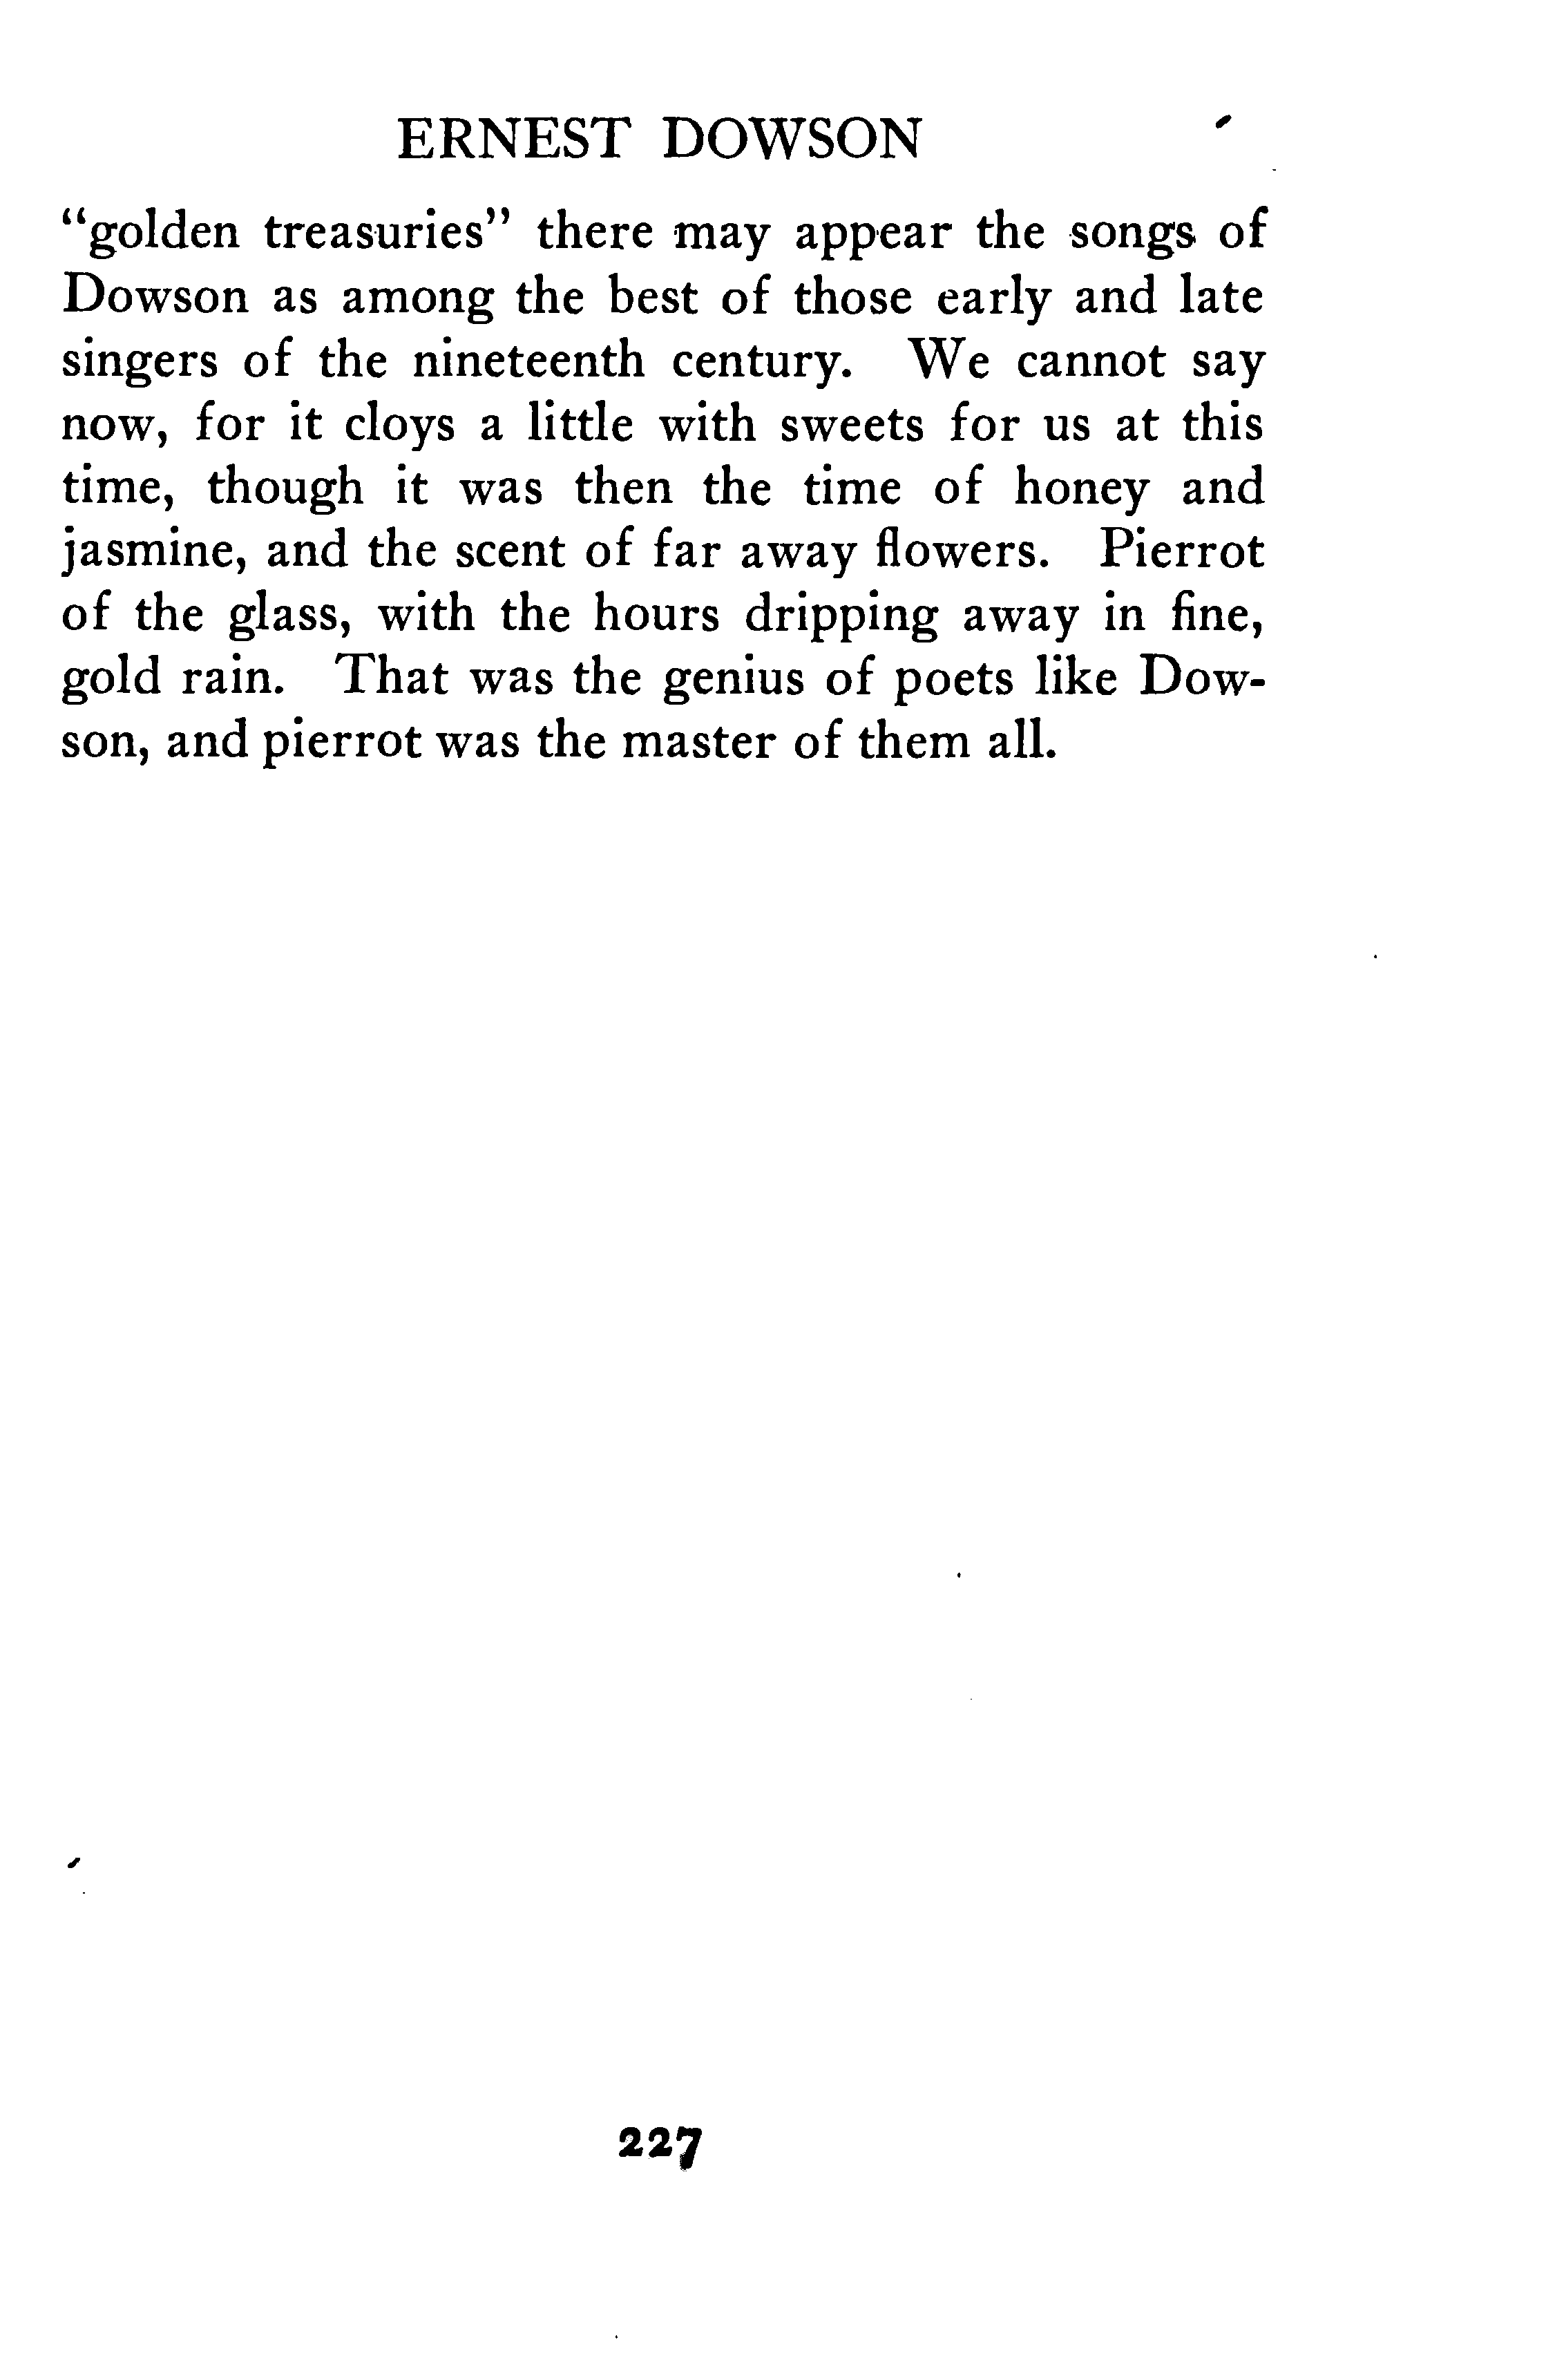 ERNEST DOWSON
“golden treasuries” there may appear the songs of
Dowson as among the best of those early and late
singers of the nineteenth century. We cannot say
now, for it cloys a little with sweets for us at this
time, though it was then the time of honey and
jasmine, and the scent of far away flowers. Pierrot
of the glass, with the hours dripping away in fine,
gold rain. That was the genius of poets like Dow-
son, and pierrot was the master of them all.
227